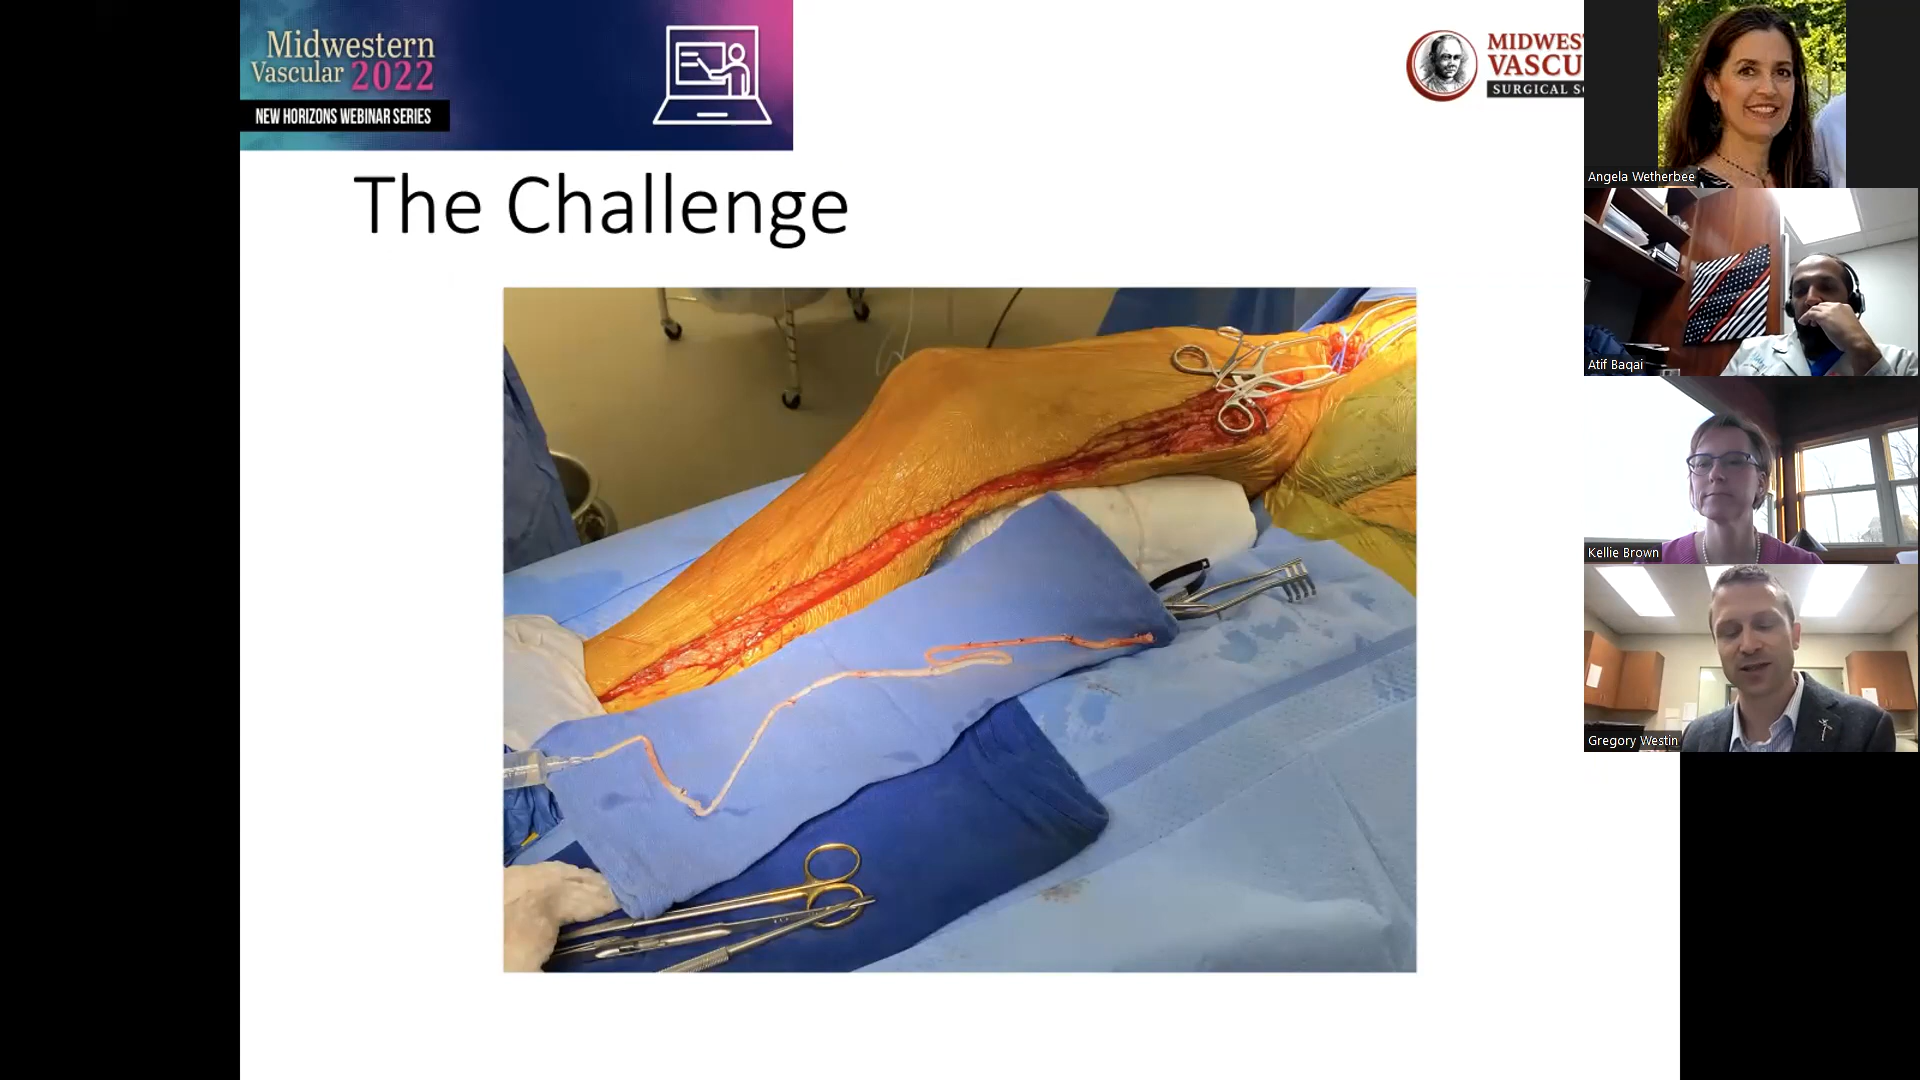 Midwestern
Vascular 2022
NEW HORIZONS WEBINAR SERIES
MIDWES
VASCU
SURGICAL S
The Challenge
Angela Wetherbee
Atif Baqai
Kellie Brown
Gregory Westin